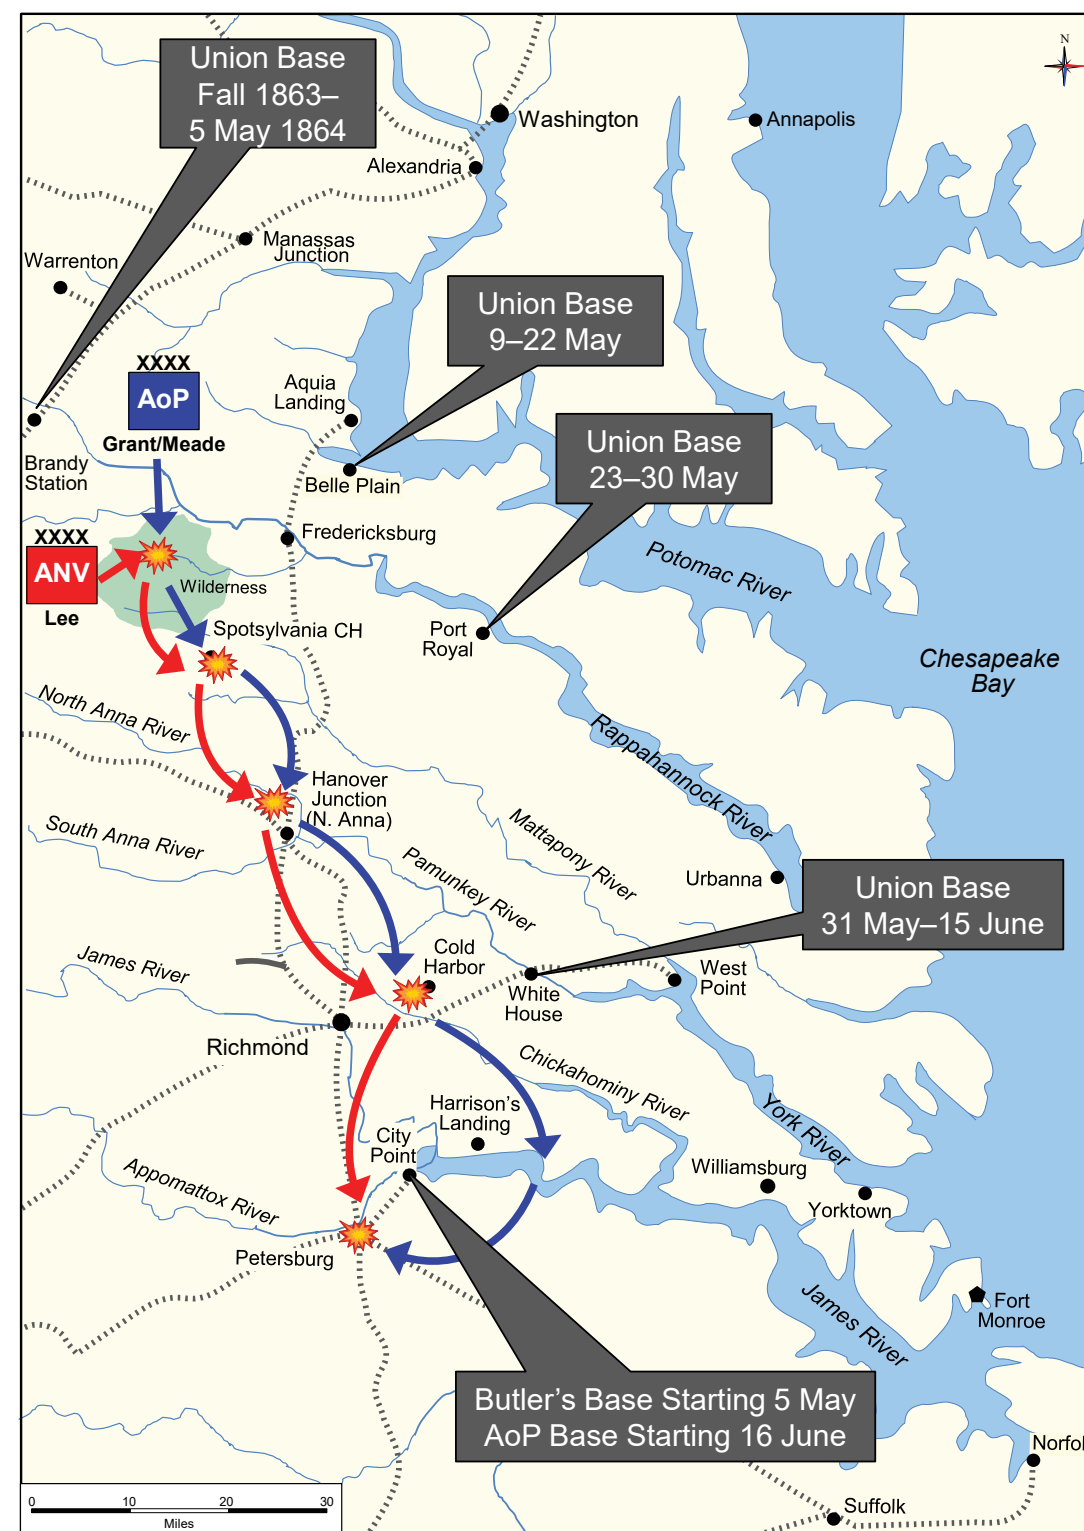 Union Base
Fall 1863–
5 May 1864
N
Washington
Annapolis
Alexandria
Manassas
Junction
Warrenton
Union Base
9–22 May
XXXX
AoP
Grant/Meade
Aquia
Landing
Union Base
23–30 May
Brandy
Station
Belle Plain
Fredericksburg
XXXX
ANV
Lee
Wilderness
Potomac River
Spotsylvania CH
Port
Royal
Chesapeake
Bay
North Anna River
Rappahannock River
Hanover
Junction
(N. Anna)
South Anna River
Mattapony River
Pamunkey River
Urbanna
Union Base
31 May–15 June
James River
Cold
Harbor
White
House
West
Point
Richmond
Chickahominy River
Harrison's
Landing
City
Point
York River
Williamsburg
Yorktown
Appomattox River
Petersburg
James River
Fort
Monroe
Butler's Base Starting 5 May
AoP Base Starting 16 June
Norfol
Suffolk
0 10 20 30
Miles